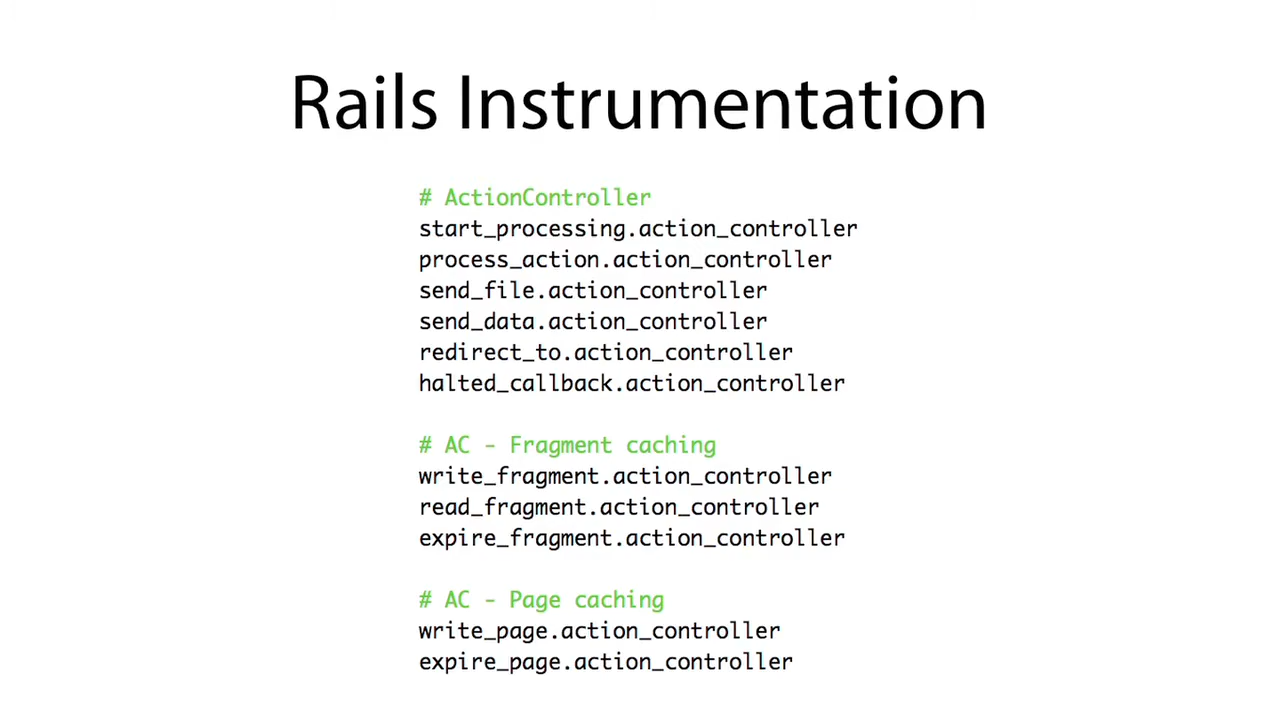 Rails Instrumentation
# ActionController
start_processing.action_controller
process_action.action_controller
send_file.action_controller
send_data.action_controller
redirect_to.action_controller
halted_callback.action_controller
# AC - Fragment caching
write_fragment.action_controller
read_fragment.action_controller
expire_fragment.action_controller
# AC - Page caching
write_page.action_controller
expire_page.action_controller